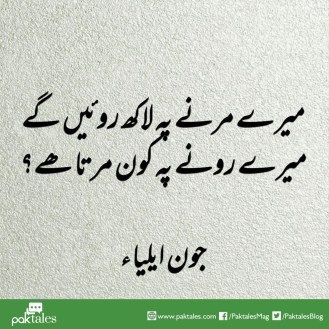 میرے مرنے پہ لاکھ روئیں گے
میرے رونے پہ کون مرتا ھے؟
جون ایلیاء
paktales
www.paktales.com | /PaktalesMag | /PaktalesBlog